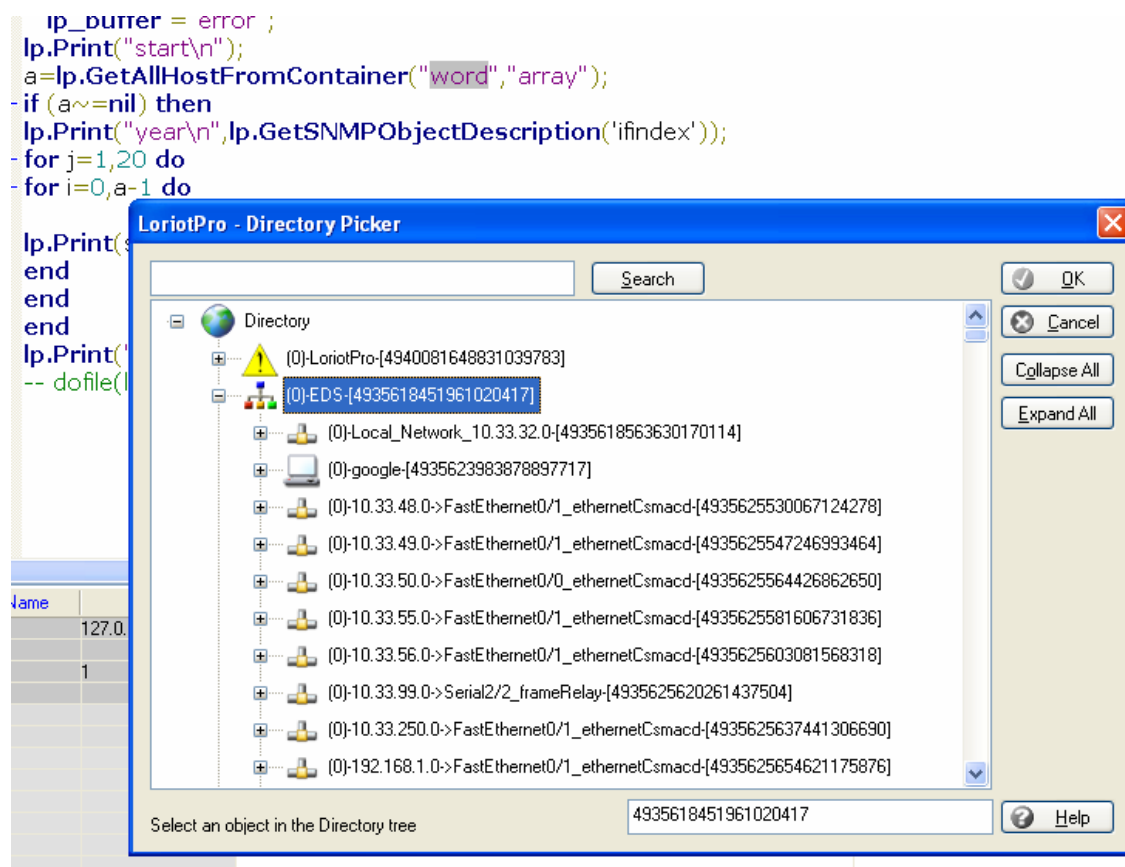 lp_buffer = error ;
lp.Print("start\n");
a=lp.GetAllHostFromContainer("word","array");
if (a~=nil) then
lp.Print("year\n",lp.GetSNMPObjectDescription('ifindex'));
for j=1,20 do
for i=0,a-1 do
LoriotPro - Directory Picker
lp.Print(s
end
end
end
lp.Print('
-- dofile(l
Search
OK
Cancel
Collapse All
Expand All
Directory
(0)-LoriotPro-[4940081648831039783]
(0)-EDS-[4935618451961020417]
(0)-Local_Network_10.33.32.0-[4935618563630170114]
(0)-google-[4935623983878897717]
(0)-10.33.48.0->FastEthernet0/1_ethernetCsmacd-[4935625530067124278]
(0)-10.33.49.0->FastEthernet0/1_ethernetCsmacd-[4935625547246993464]
(0)-10.33.50.0->FastEthernet0/0_ethernetCsmacd-[4935625564426862650]
(0)-10.33.55.0->FastEthernet0/1_ethernetCsmacd-[4935625581606731836]
(0)-10.33.56.0->FastEthernet0/1_ethernetCsmacd-[4935625603081568318]
(0)-10.33.99.0->Serial2/2_frameRelay-[4935625620261437504]
(0)-10.33.250.0->FastEthernet0/1_ethernetCsmacd-[4935625637441306690]
(0)-192.168.1.0->FastEthernet0/1_ethernetCsmacd-[4935625654621175876]
Select an object in the Directory tree
4935618451961020417
Help
Name
127.0.
1